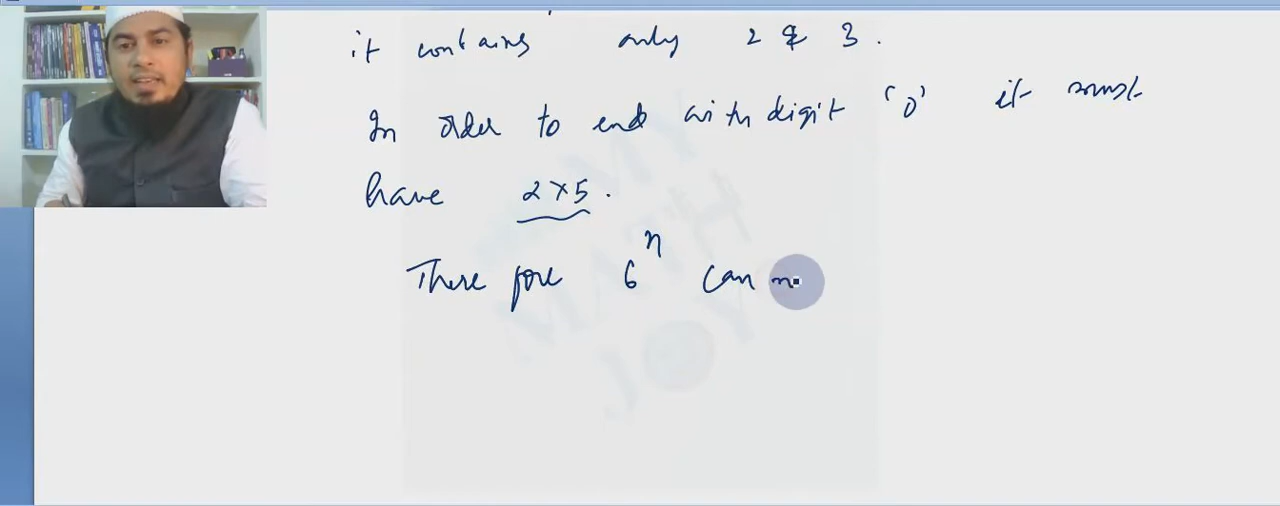 it contains only 2 & 3.
In order to end with digit '0' it must
have 2×5.
There fore 6ⁿ can no